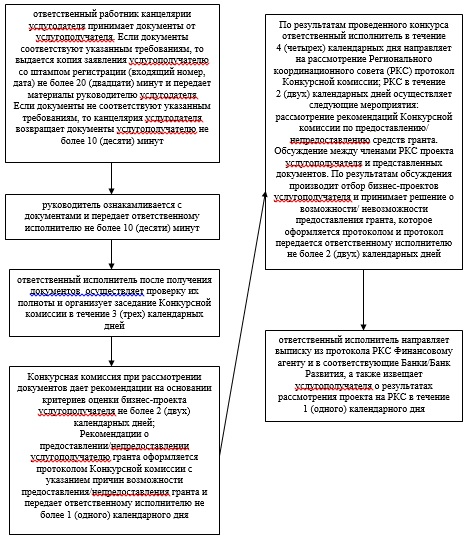 ответственный работник канцелярии
услугодателя принимает документы от
услугополучателя. Если документы
соответствуют указанным требованиям, то
выдается копия заявления услугополучателю
со штампом регистрации (входящий номер,
дата) не более 20 (двадцати) минут и передает
материалы руководителю услугодателя.
Если документы не соответствуют указанным
требованиям, то канцелярия услугодателя
возвращает документы услугополучателю не
более 10 (десяти) минут
руководитель ознакамливается с
документами и передает ответственному
исполнителю не более 10 (десяти) минут
ответственный исполнитель после получения
документов, осуществляет проверку их
полноты и организует заседание Конкурсной
комиссии в течение 3 (трех) календарных
дней
Конкурсная комиссия при рассмотрении
документов дает рекомендации на основании
критериев оценки бизнес-проекта
услугополучателя не более 2 (двух)
календарных дней;
Рекомендации о
предоставлении/непредоставлении
услугополучателю гранта оформляется
протоколом Конкурсной комиссии с
указанием причин возможности
предоставления/непредоставления гранта и
передает ответственному исполнителю не
более 1 (одного) календарного дня
По результатам проведенного конкурса
ответственный исполнитель в течение
4 (четырех) календарных дня направляет
на рассмотрение Регионального
координационного совета (РКС) протокол
Конкурсной комиссии; РКС в течение
2 (двух) календарных дней осуществляет
следующие мероприятия:
рассмотрение рекомендаций Конкурсной
комиссии по предоставлению/
непредоставлению средств гранта.
Обсуждение между членами РКС проекта
услугополучателя и представленных
документов. По результатам обсуждения
производит отбор бизнес-проектов
услугополучателя и принимает решение о
возможности/ невозможности
предоставления гранта, которое
оформляется протоколом и протокол
передается ответственному исполнителю
не более 2 (двух) календарных дней
ответственный исполнитель направляет
выписку из протокола РКС Финансовому
агенту и в соответствующие Банки/Банк
Развития, а также извещает
услугополучателя о результатах
рассмотрения проекта на РКС в течение
1 (одного) календарного дня